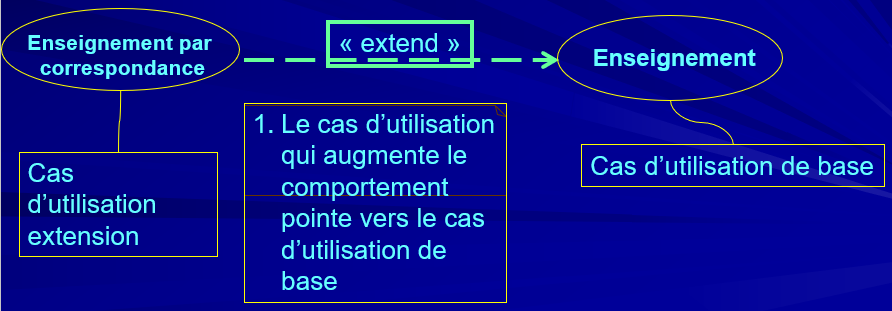 Enseignement par
correspondance
« extend »
Enseignement
Cas
d’utilisation
extension
1. Le cas d’utilisation
qui augmente le
comportement
pointe vers le cas
d’utilisation de
base
Cas d’utilisation de base